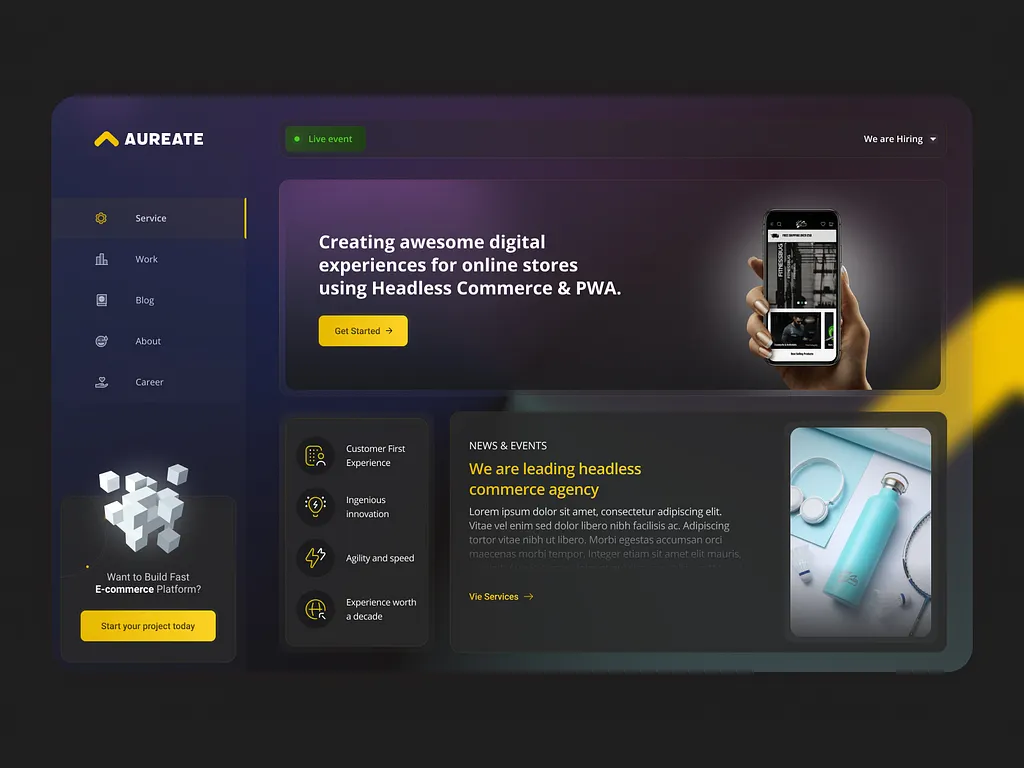 AUREATE
Live event
We are Hiring
Service
Work
Blog
About
Career
Creating awesome digital
experiences for online stores
using Headless Commerce & PWA.
Get Started
FITNESSBUG
Customer First
Experience
Ingenious
innovation
Agility and speed
Experience worth
a decade
NEWS & EVENTS
We are leading headless
commerce agency
Lorem ipsum dolor sit amet, consectetur adipiscing elit.
Vitae vel enim sed dolor libero nibh facilisis ac. Adipiscing
tortor vitae nibh ut libero. Morbi egestas accumsan orci
maecenas morbi tempor. Integer etiam sit amet elit mauris,
Vie Services
Want to Build Fast
E-commerce Platform?
Start your project today